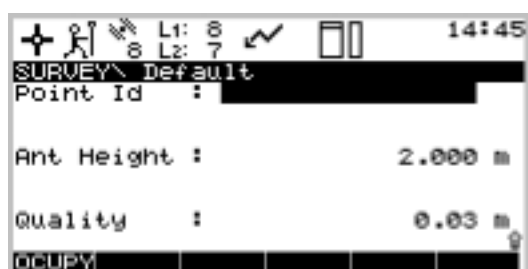 L1: 8 14:45
8 L2: 7
SURVEY\ Default
Point Id :
Ant Height : 2.000 m
Quality : 0.03 m
OCUPY